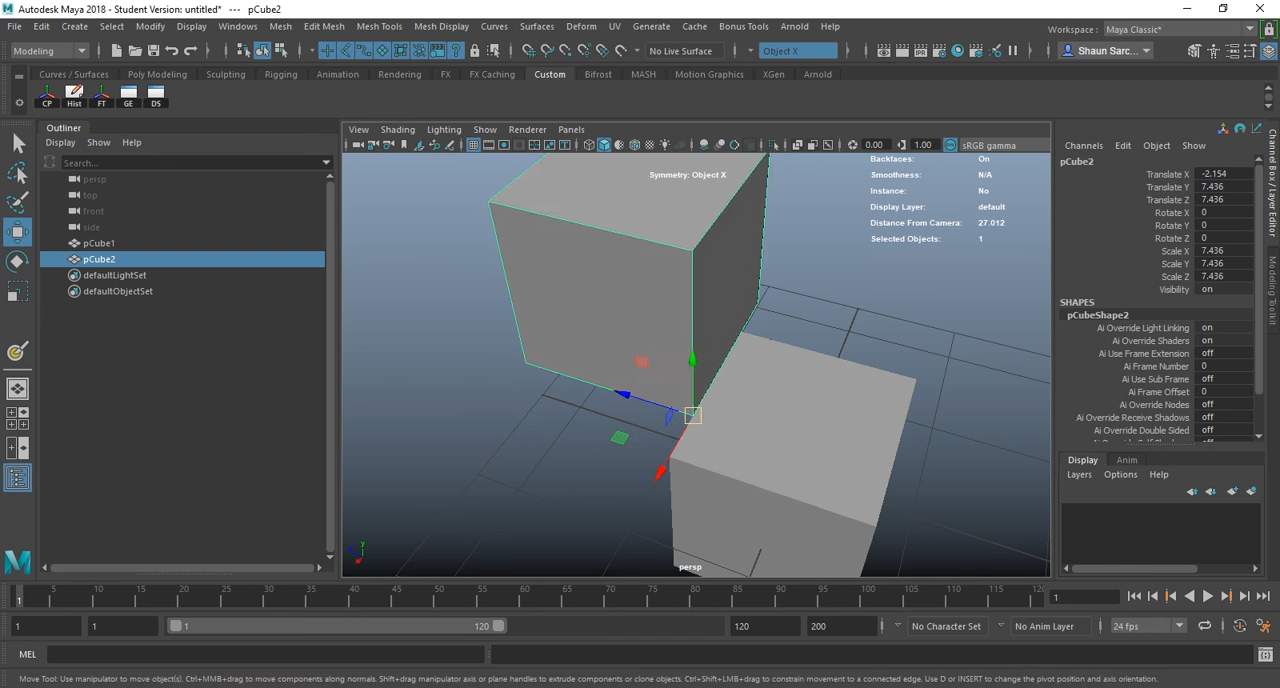 Autodesk Maya 2018 - Student Version: untitled* --- pCube2
File Edit Create Select Modify Display Windows Mesh Edit Mesh Mesh Tools Mesh Display Curves Surfaces Deform UV Generate Cache Bonus Tools Arnold Help
Workspace : Maya Classic*
Modeling No Live Surface Object X Shaun Sarc...
Curves / Surfaces Poly Modeling Sculpting Rigging Animation Rendering FX FX Caching Custom Bifrost MASH Motion Graphics XGen Arnold
CP Hist FT GE DS
Outliner
Display Show Help
Search...
persp
top
front
side
pCube1
pCube2
defaultLightSet
defaultObjectSet
View Shading Lighting Show Renderer Panels
0.00 1.00 sRGB gamma
Symmetry: Object X
Backfaces: On
Smoothness: N/A
Instance: No
Display Layer: default
Distance From Camera: 27.012
Selected Objects: 1
y
persp
Channels Edit Object Show
pCube2
Translate X -2.154
Translate Y 7.436
Translate Z 7.436
Rotate X 0
Rotate Y 0
Rotate Z 0
Scale X 7.436
Scale Y 7.436
Scale Z 7.436
Visibility on
SHAPES
pCubeShape2
Ai Override Light Linking on
Ai Override Shaders on
Ai Use Frame Extension off
Ai Frame Number 0
Ai Use Sub Frame off
Ai Frame Offset 0
Ai Override Nodes off
Ai Override Receive Shadows off
Ai Override Double Sided off
Channel Box / Layer Editor
Modeling Toolkit
Display Anim
Layers Options Help
1 5 10 15 20 25 30 35 40 45 50 55 60 65 70 75 80 85 90 95 100 105 110 115 120 1
1 1 1 120 120 200 No Character Set No Anim Layer 24 fps
MEL
Move Tool: Use manipulator to move object(s). Ctrl+MMB+drag to move components along normals. Shift+drag manipulator axis or plane handles to extrude components or clone objects. Ctrl+Shift+LMB+drag to constrain movement to a connected edge. Use D or INSERT to change the pivot position and axis orientation.